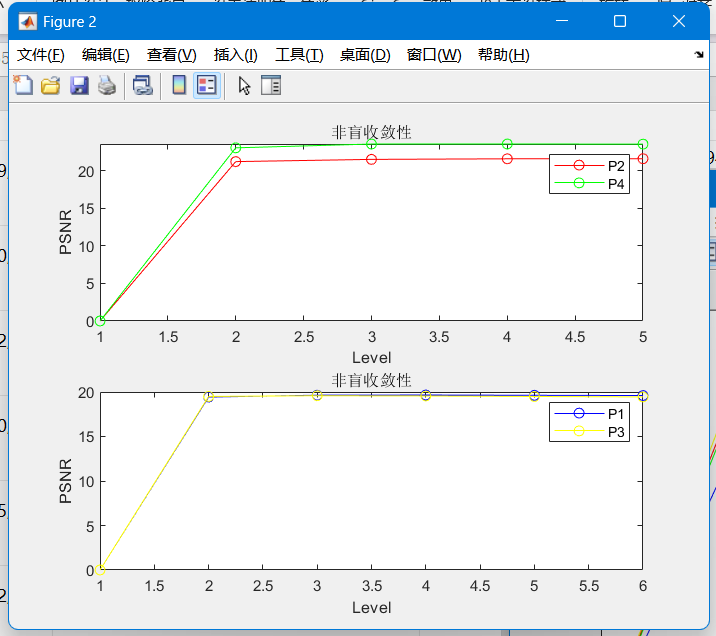 Figure 2
文件(F) 编辑(E) 查看(V) 插入(I) 工具(T) 桌面(D) 窗口(W) 帮助(H)
非盲收敛性
20
15
10
5
0
PSNR
P2
P4
1 1.5 2 2.5 3 3.5 4 4.5 5
Level
非盲收敛性
20
15
10
5
0
PSNR
P1
P3
1 1.5 2 2.5 3 3.5 4 4.5 5 5.5 6
Level